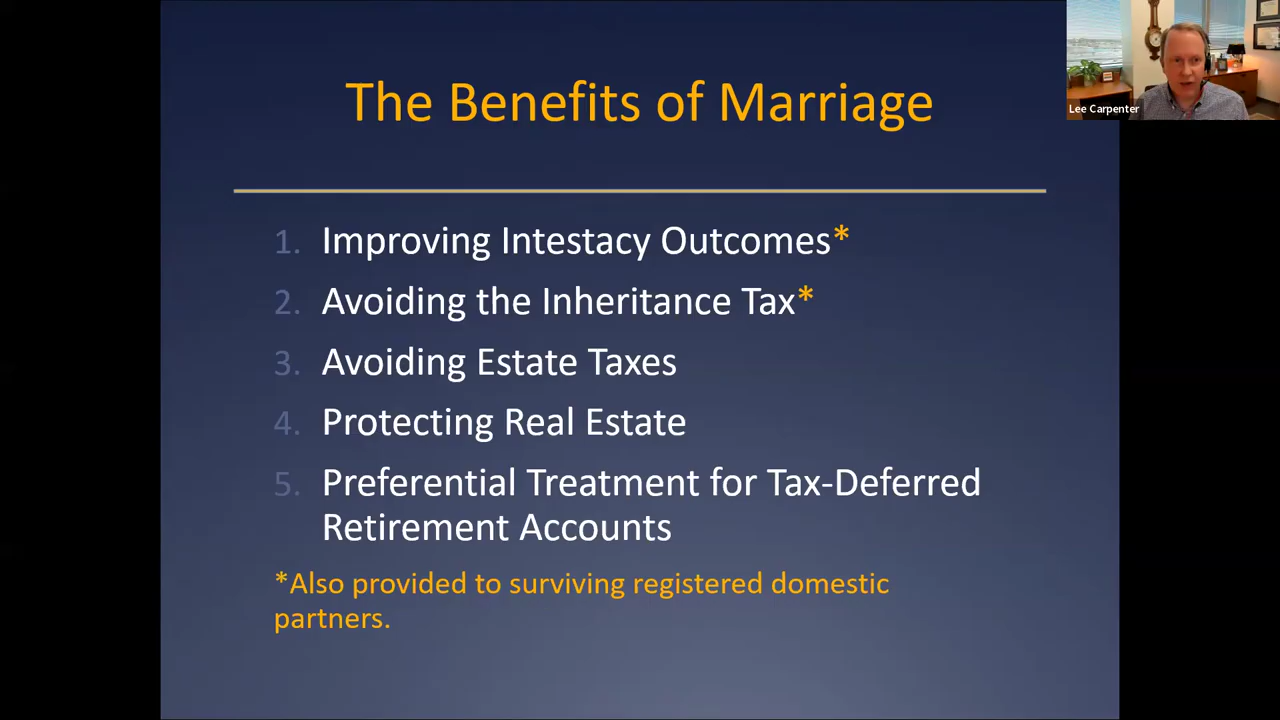 The Benefits of Marriage
Lee Carpenter
1. Improving Intestacy Outcomes*
2. Avoiding the Inheritance Tax*
3. Avoiding Estate Taxes
4. Protecting Real Estate
5. Preferential Treatment for Tax-Deferred
Retirement Accounts
*Also provided to surviving registered domestic
partners.